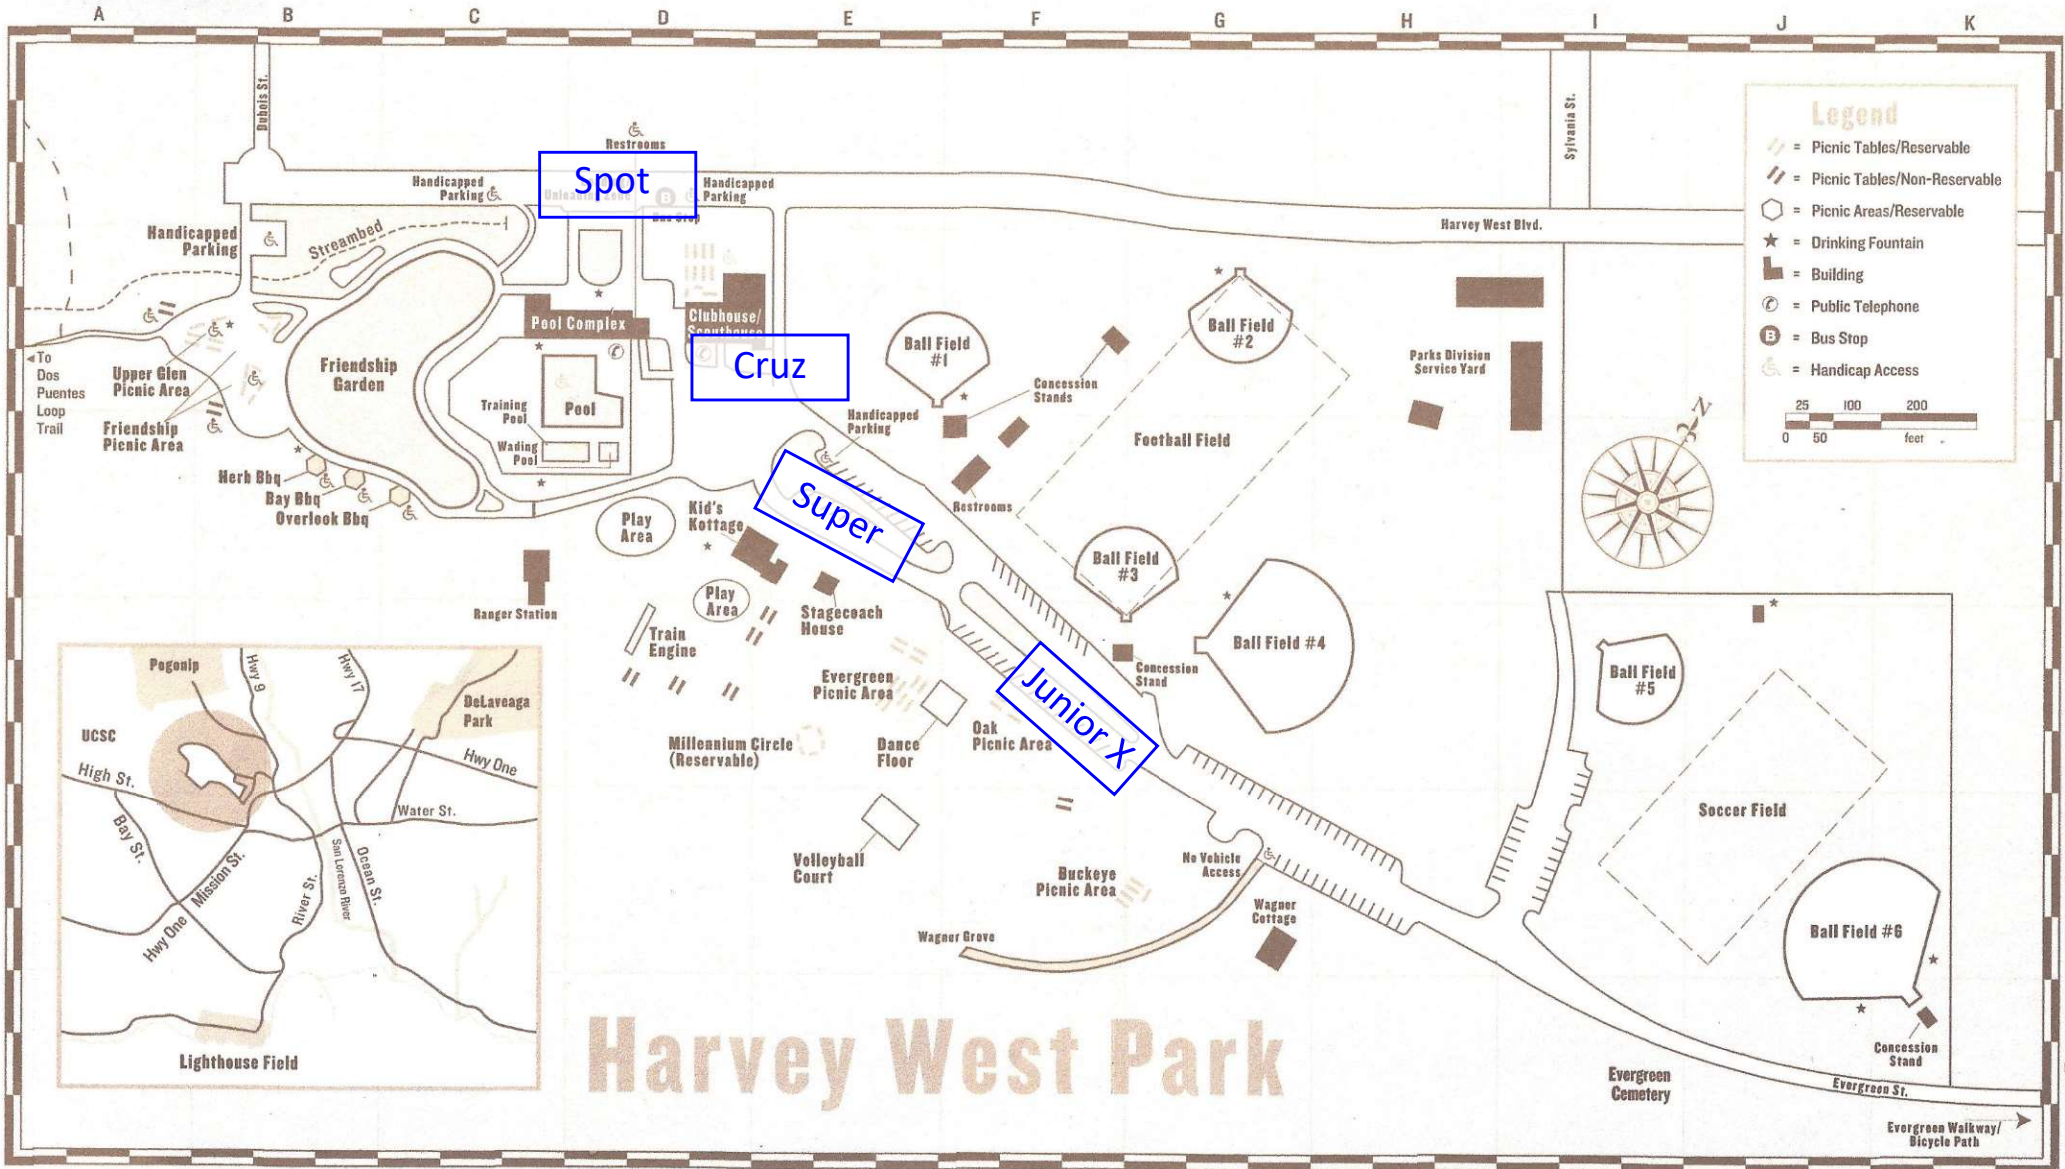 A B C D E F G H I J K
Dubois St.
Sylvania St.
Restrooms
Handicapped
Parking
Spot
B
Handicapped
Parking
Bus Stop
Harvey West Blvd.
Handicapped
Parking
Streambed
Legend
= Picnic Tables/Reservable
= Picnic Tables/Non-Reservable
= Picnic Areas/Reservable
= Drinking Fountain
= Building
= Public Telephone
B = Bus Stop
= Handicap Access
25 100 200
0 50 feet
N
Pool Complex
Clubhouse/
Scouthouse
Cruz
To
Dos
Puentes
Loop
Trail
Upper Glen
Picnic Area
Friendship
Picnic Area
Friendship
Garden
Training
Pool
Pool
Wading
Pool
Herb Bbq
Bay Bbq
Overlook Bbq
Ball Field
#1
Ball Field
#2
Concession
Stands
Handicapped
Parking
Football Field
Parks Division
Service Yard
Restrooms
Super
Play
Area
Kid's
Kottage
Ranger Station
Play
Area
Stagecoach
House
Train
Engine
Ball Field
#3
Ball Field #4
Concession
Stand
Junior X
Evergreen
Picnic Area
Oak
Picnic Area
Dance
Floor
Millennium Circle
(Reservable)
Volleyball
Court
Buckeye
Picnic Area
No Vehicle
Access
Wagner
Cottage
Wagner Grove
Ball Field
#5
Soccer Field
Ball Field #6
Concession
Stand
Evergreen
Cemetery
Evergreen St.
Evergreen Walkway/
Bicycle Path
Pogonip
Hwy 9
Hwy 17
DeLaveaga
Park
UCSC
High St.
Hwy One
Water St.
Bay St.
Mission St.
Hwy One
River St.
San Lorenzo River
Ocean St.
Lighthouse Field
Harvey West Park